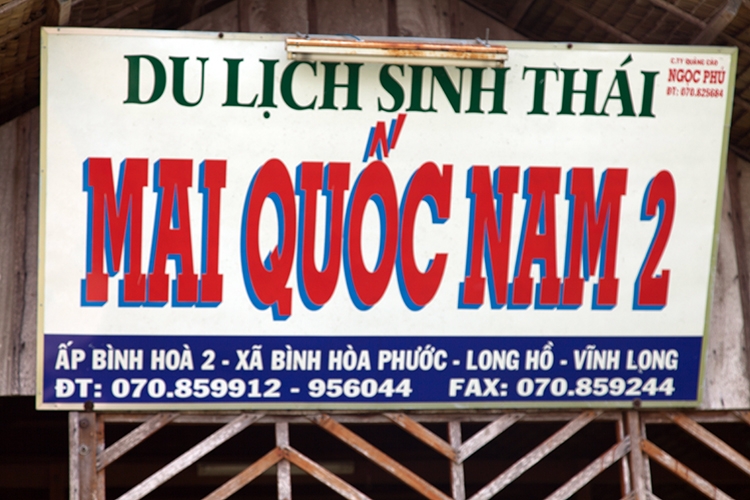 DU LỊCH SINH THÁI
C.TY QUẢNG CÁO
NGỌC PHÚ
ĐT: 070.825684
MAI QUỐC NAM 2
ẤP BÌNH HOÀ 2 - XÃ BÌNH HÒA PHƯỚC - LONG HỒ - VĨNH LONG
ĐT: 070.859912 - 956044 FAX: 070.859244